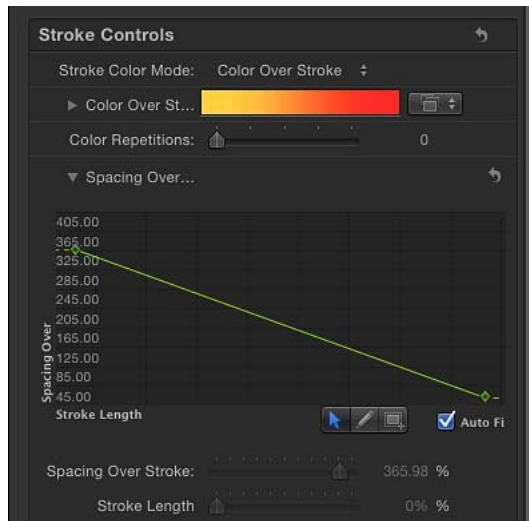 Stroke Controls
Stroke Color Mode: Color Over Stroke
Color Over St...
Color Repetitions: 0
Spacing Over...
405.00
365.00
325.00
285.00
245.00
205.00
165.00
125.00
85.00
45.00
Spacing Over
Stroke Length
Auto Fi
Spacing Over Stroke: 365.98 %
Stroke Length 0% %